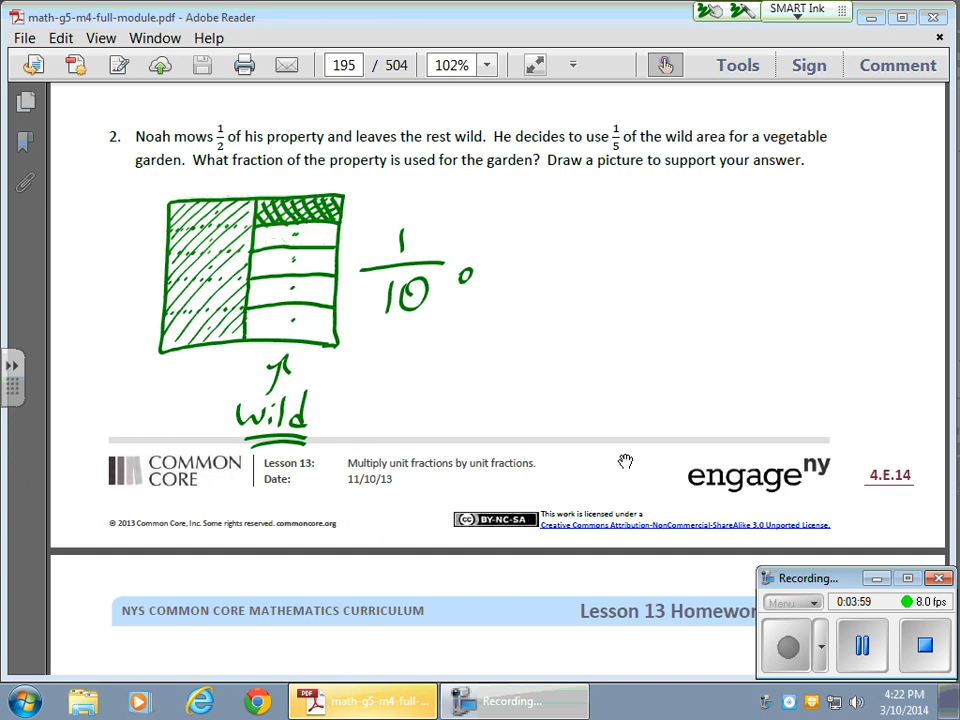 math-g5-m4-full-module.pdf - Adobe Reader
SMART Ink
File Edit View Window Help
195 / 504 102% Tools Sign Comment
2. Noah mows 1/2 of his property and leaves the rest wild. He decides to use 1/5 of the wild area for a vegetable
garden. What fraction of the property is used for the garden? Draw a picture to support your answer.
1
10 o
wild
COMMON CORE
Lesson 13: Multiply unit fractions by unit fractions.
Date: 11/10/13
engage ny
4.E.14
© 2013 Common Core, Inc. Some rights reserved. commoncore.org
CC BY-NC-SA
This work is licensed under a
Creative Commons Attribution-NonCommercial-ShareAlike 3.0 Unported License.
NYS COMMON CORE MATHEMATICS CURRICULUM
Lesson 13 Homewor
Recording...
Menu 0:03:59 8.0 fps
math-g5-m4-full-...
Recording...
4:22 PM
3/10/2014